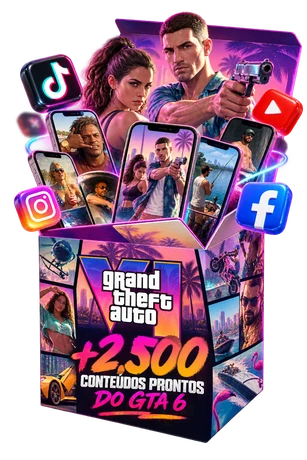 VI
grand
theft
auto
+2,500
CONTEÚDOS PRONTOS
DO GTA 6